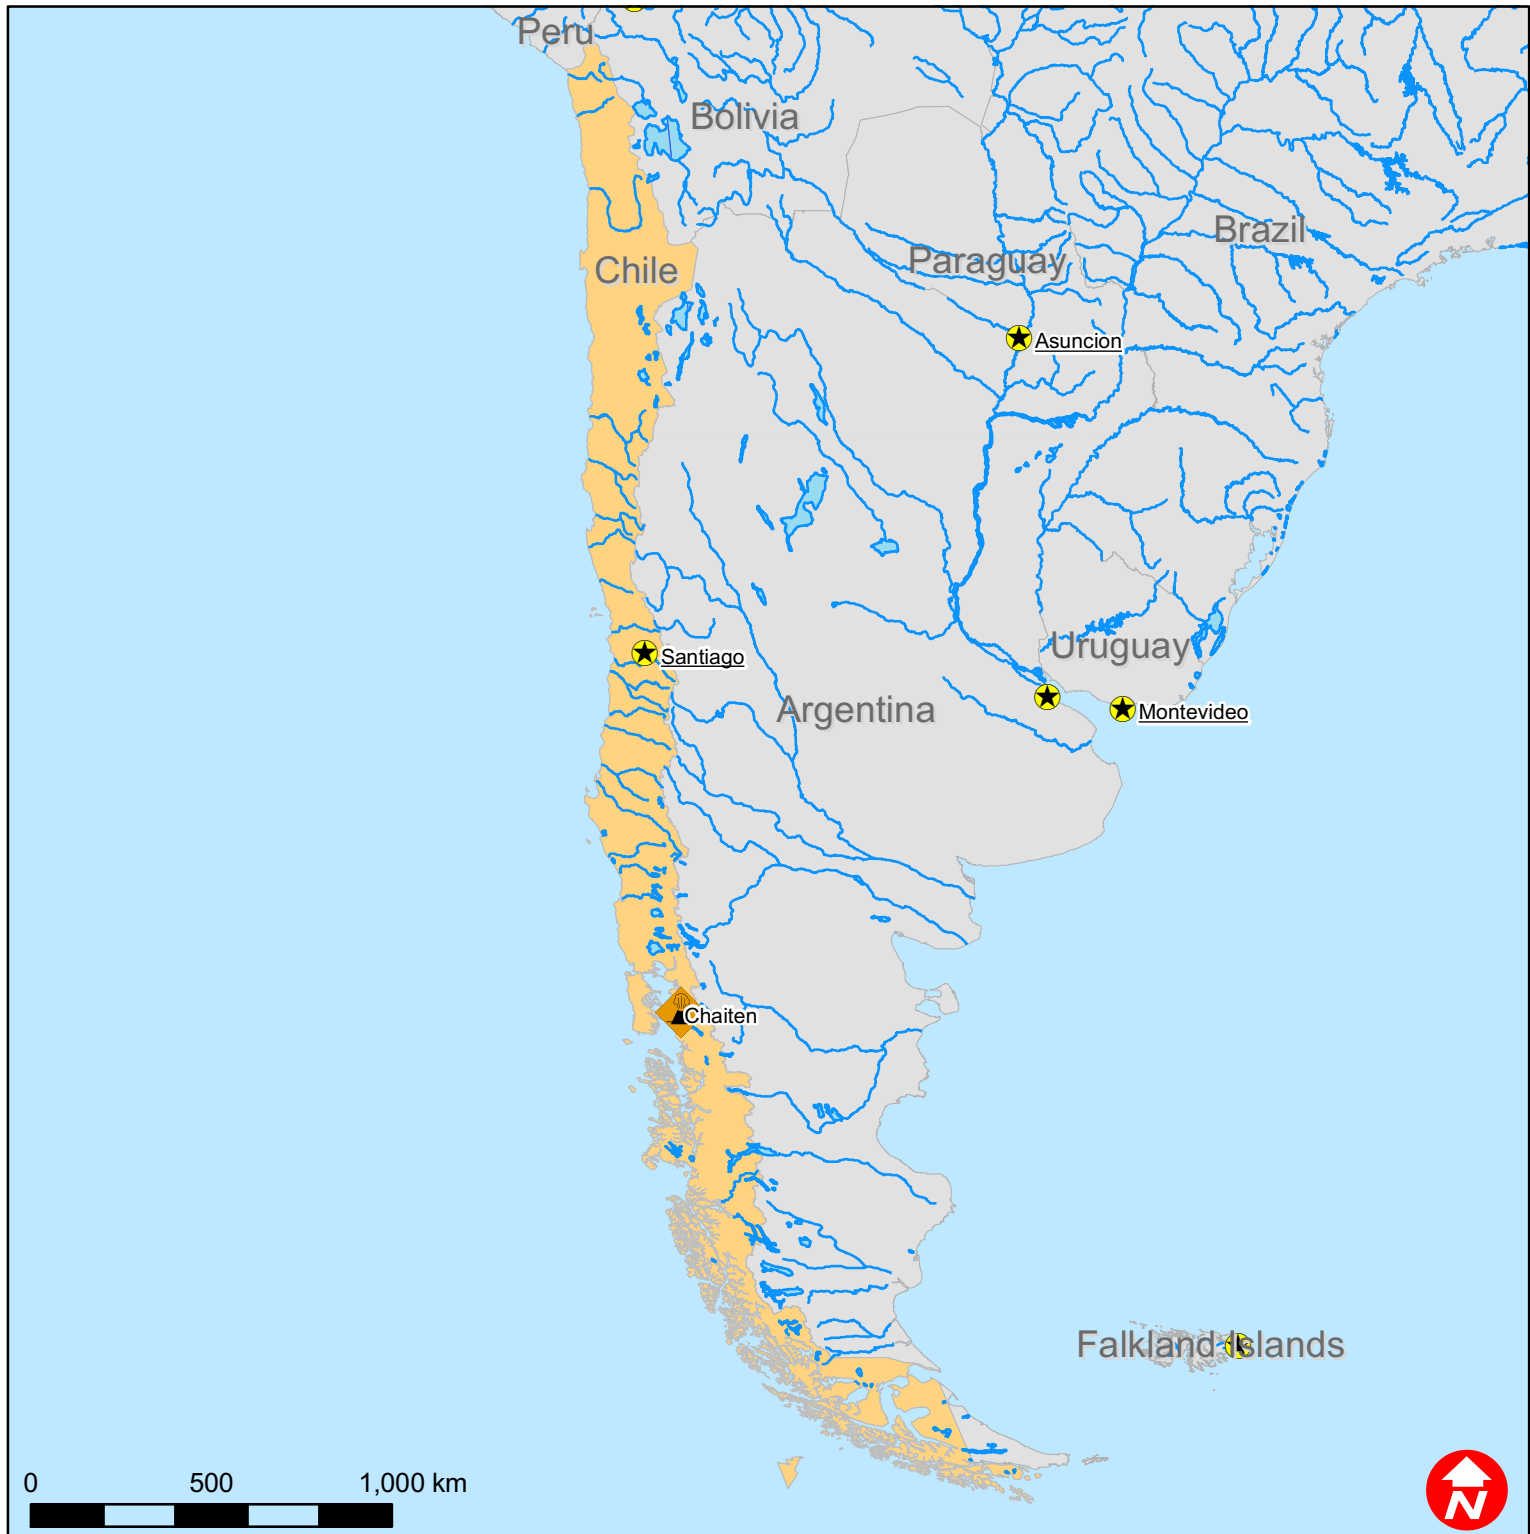 Peru
Bolivia
Brazil
Paraguay
Chile
Asuncion
Uruguay
Santiago
Argentina
Montevideo
Chaiten
Falkland Islands
0 500 1,000 km
N